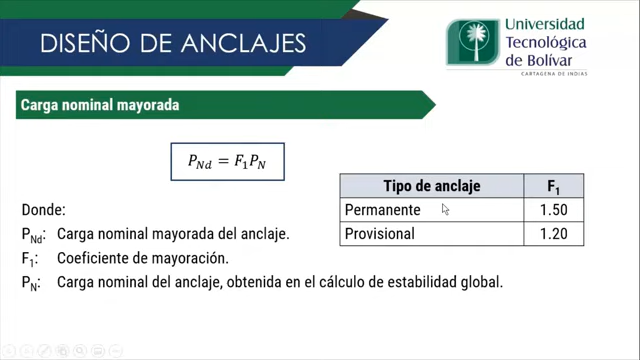 DISEÑO DE ANCLAJES
Universidad
Tecnológica
de Bolívar
CARTAGENA DE INDIAS
Carga nominal mayorada
P_Nd = F_1 P_N
Tipo de anclaje F_1
Permanente 1.50
Provisional 1.20
Donde:
P_Nd: Carga nominal mayorada del anclaje.
F_1: Coeficiente de mayoración.
P_N: Carga nominal del anclaje, obtenida en el cálculo de estabilidad global.